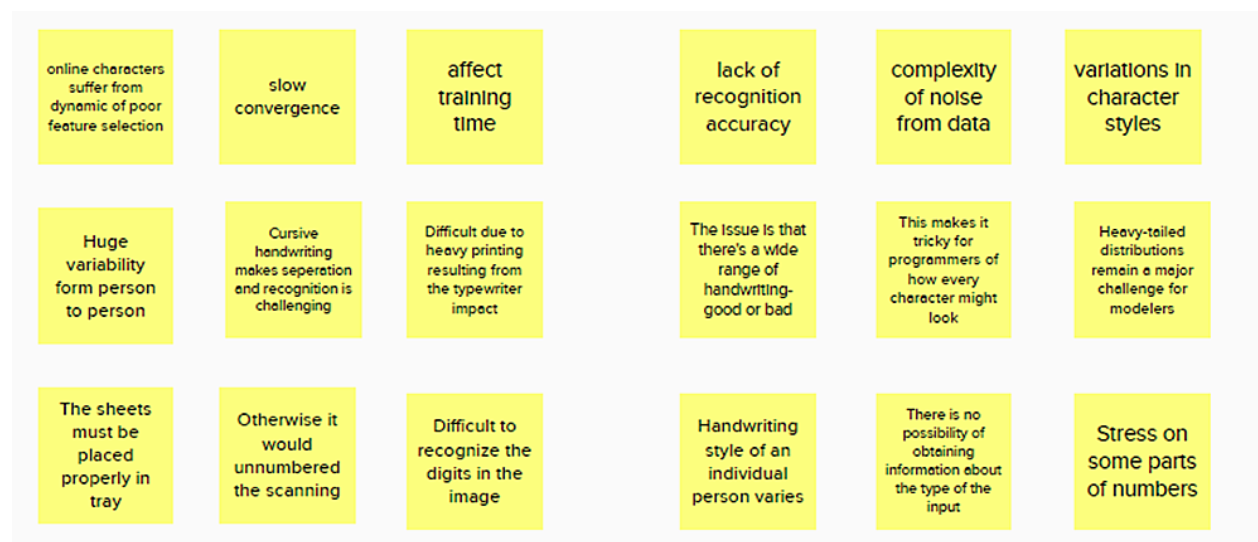 online characters
suffer from
dynamic of poor
feature selection
slow
convergence
affect
training
time
lack of
recognition
accuracy
complexity
of noise
from data
variations in
character
styles
Huge
variability
form person
to person
Cursive
handwriting
makes seperation
and recognition is
challenging
Difficult due to
heavy printing
resulting from
the typewriter
impact
The issue is that
there's a wide
range of
handwriting-
good or bad
This makes it
tricky for
programmers of
how every
character might
look
Heavy-tailed
distributions
remain a major
challenge for
modelers
The sheets
must be
placed
properly in
tray
Otherwise it
would
unnumbered
the scanning
Difficult to
recognize the
digits in the
image
Handwriting
style of an
individual
person varies
There is no
possibility of
obtaining
information about
the type of the
input
Stress on
some parts
of numbers